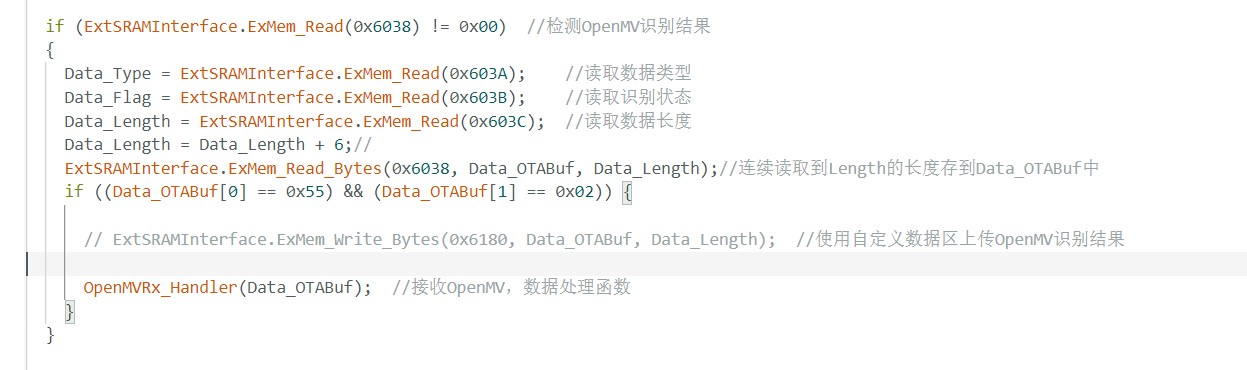 if (ExtSRAMInterface.ExMem_Read(0x6038) != 0x00)  //检测OpenMV识别结果
{
  Data_Type = ExtSRAMInterface.ExMem_Read(0x603A);    //读取数据类型
  Data_Flag = ExtSRAMInterface.ExMem_Read(0x603B);    //读取识别状态
  Data_Length = ExtSRAMInterface.ExMem_Read(0x603C);  //读取数据长度
  Data_Length = Data_Length + 6;//
  ExtSRAMInterface.ExMem_Read_Bytes(0x6038, Data_OTABuf, Data_Length);//连续读取到Length的长度存到Data_OTABuf中
  if ((Data_OTABuf[0] == 0x55) && (Data_OTABuf[1] == 0x02)) {
    // ExtSRAMInterface.ExMem_Write_Bytes(0x6180, Data_OTABuf, Data_Length);  //使用自定义数据区上传OpenMV识别结果
    OpenMVRx_Handler(Data_OTABuf);  //接收OpenMV，数据处理函数
  }
}